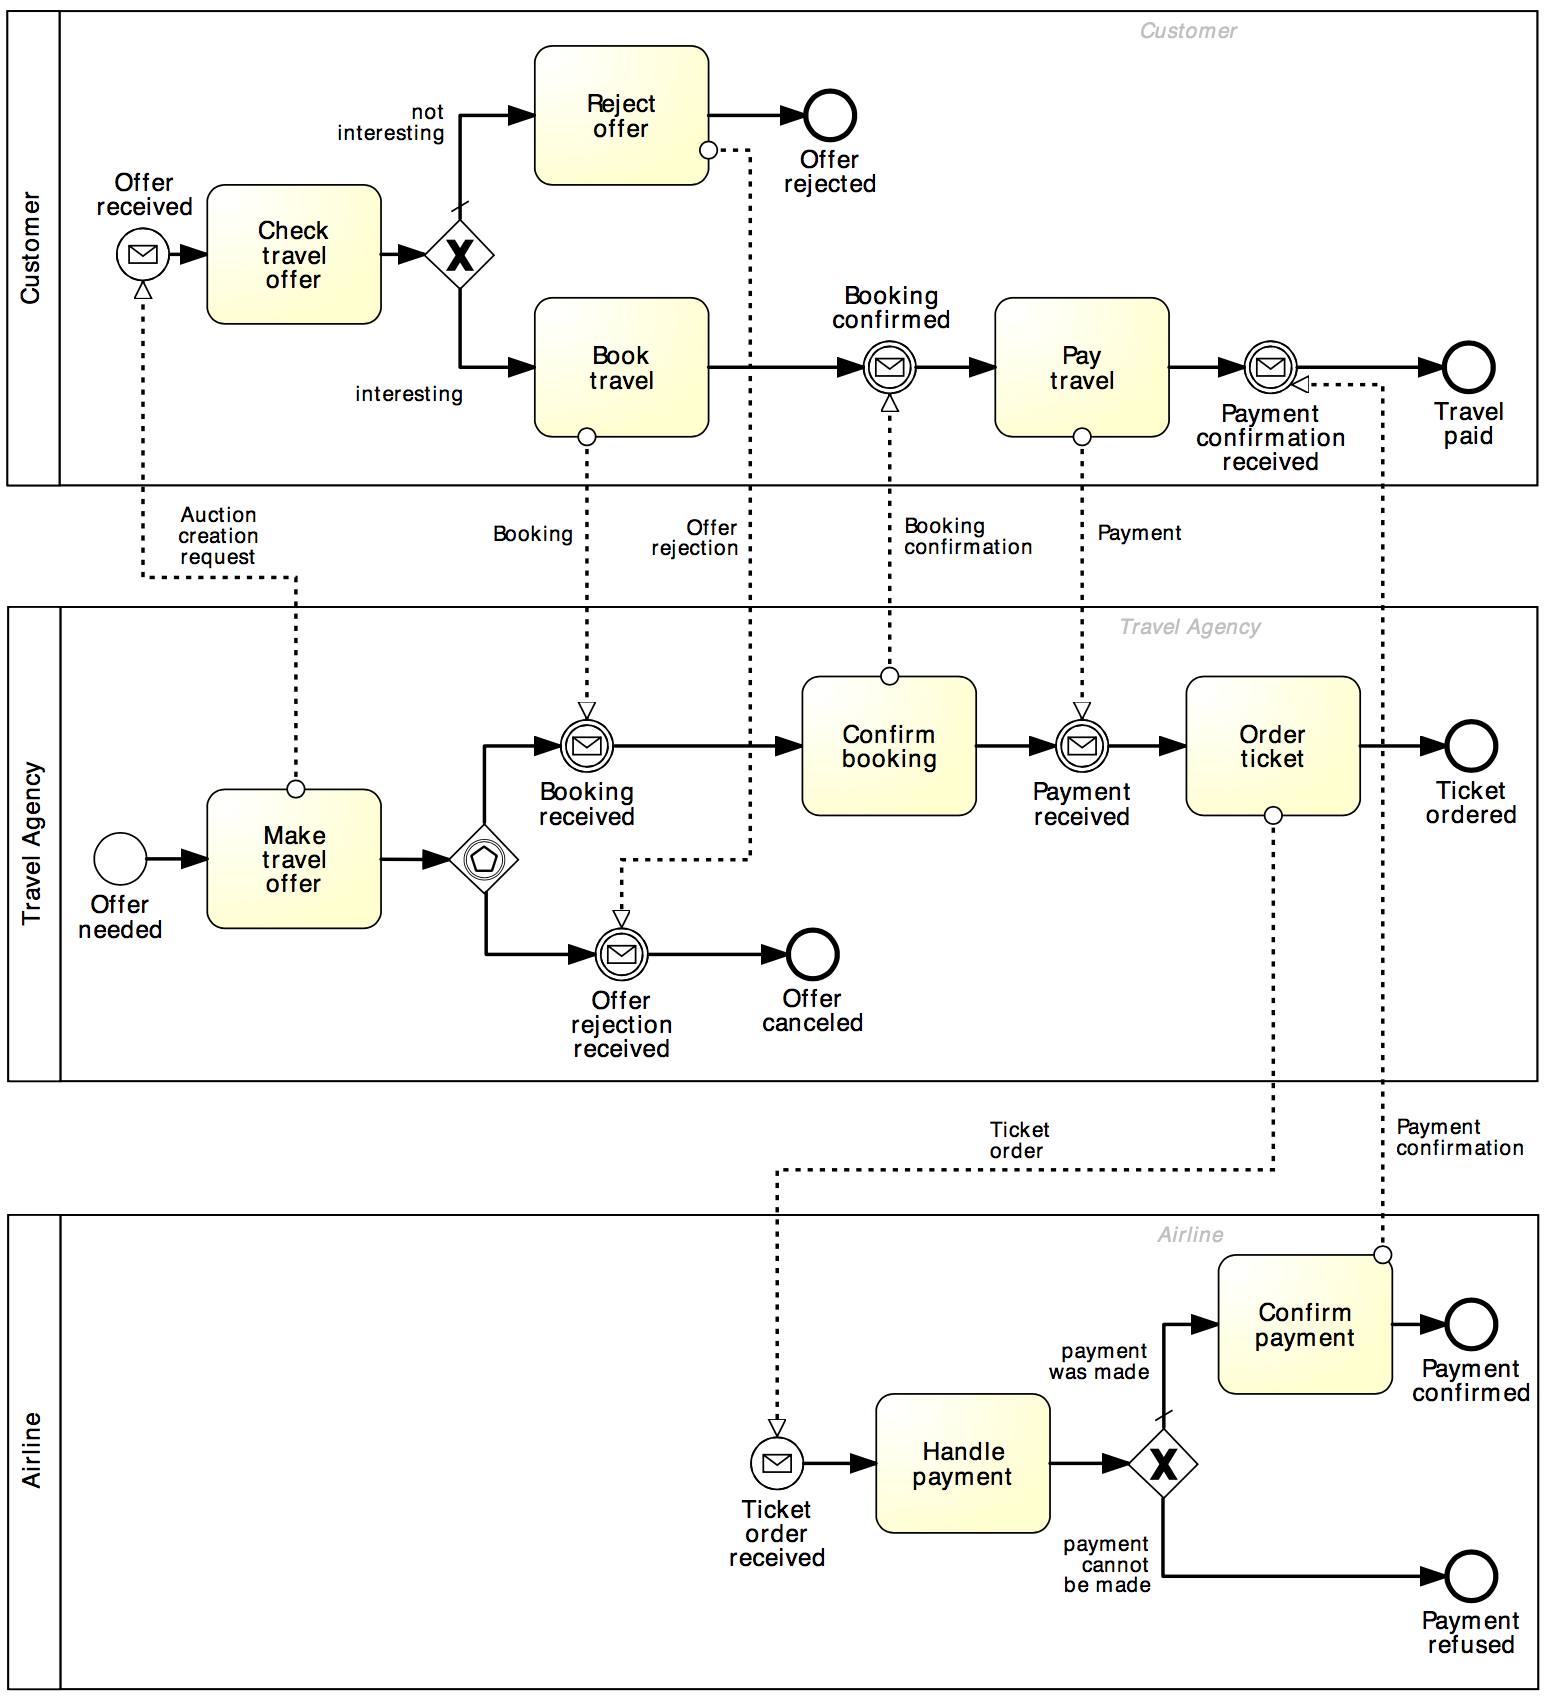 Customer
Customer
not
interesting
Reject
offer
Offer
rejected
Offer
received
Check
travel
offer
X
interesting
Book
travel
Booking
confirmed
Pay
travel
Payment
confirmation
received
Travel
paid
Auction
creation
request
Booking
Offer
rejection
Booking
confirmation
Payment
Travel Agency
Travel Agency
Offer
needed
Make
travel
offer
Booking
received
Confirm
booking
Payment
received
Order
ticket
Ticket
ordered
Offer
rejection
received
Offer
canceled
Ticket
order
Payment
confirmation
Airline
Airline
Ticket
order
received
Handle
payment
payment
was made
X
payment
cannot
be made
Confirm
payment
Payment
confirmed
Payment
refused